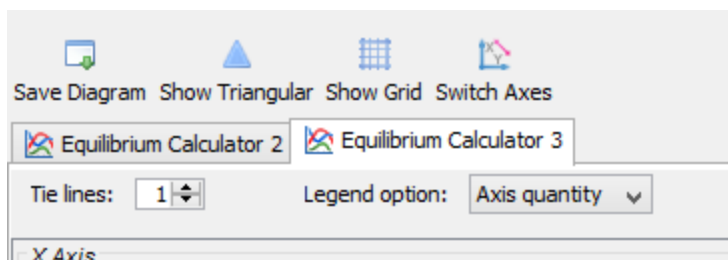 Save Diagram Show Triangular Show Grid Switch Axes
Equilibrium Calculator 2 Equilibrium Calculator 3
Tie lines: 1 Legend option: Axis quantity
X Axis